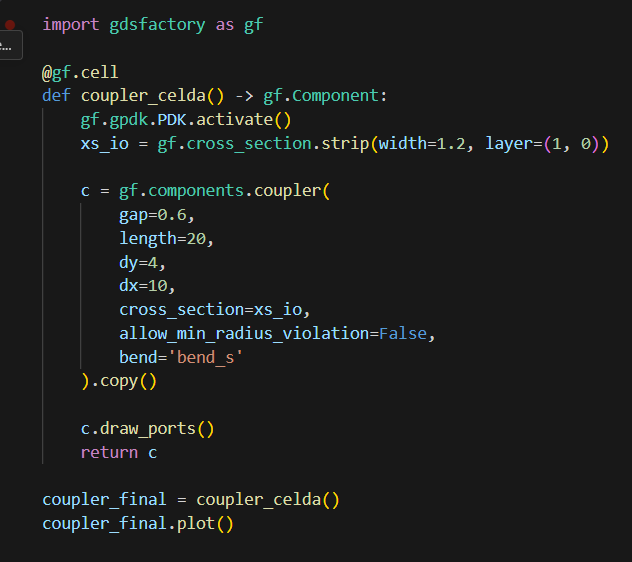 import gdsfactory as gf
e...
@gf.cell
def coupler_celda() -> gf.Component:
    gf.gpdk.PDK.activate()
    xs_io = gf.cross_section.strip(width=1.2, layer=(1, 0))

    c = gf.components.coupler(
        gap=0.6,
        length=20,
        dy=4,
        dx=10,
        cross_section=xs_io,
        allow_min_radius_violation=False,
        bend='bend_s'
    ).copy()

    c.draw_ports()
    return c

coupler_final = coupler_celda()
coupler_final.plot()